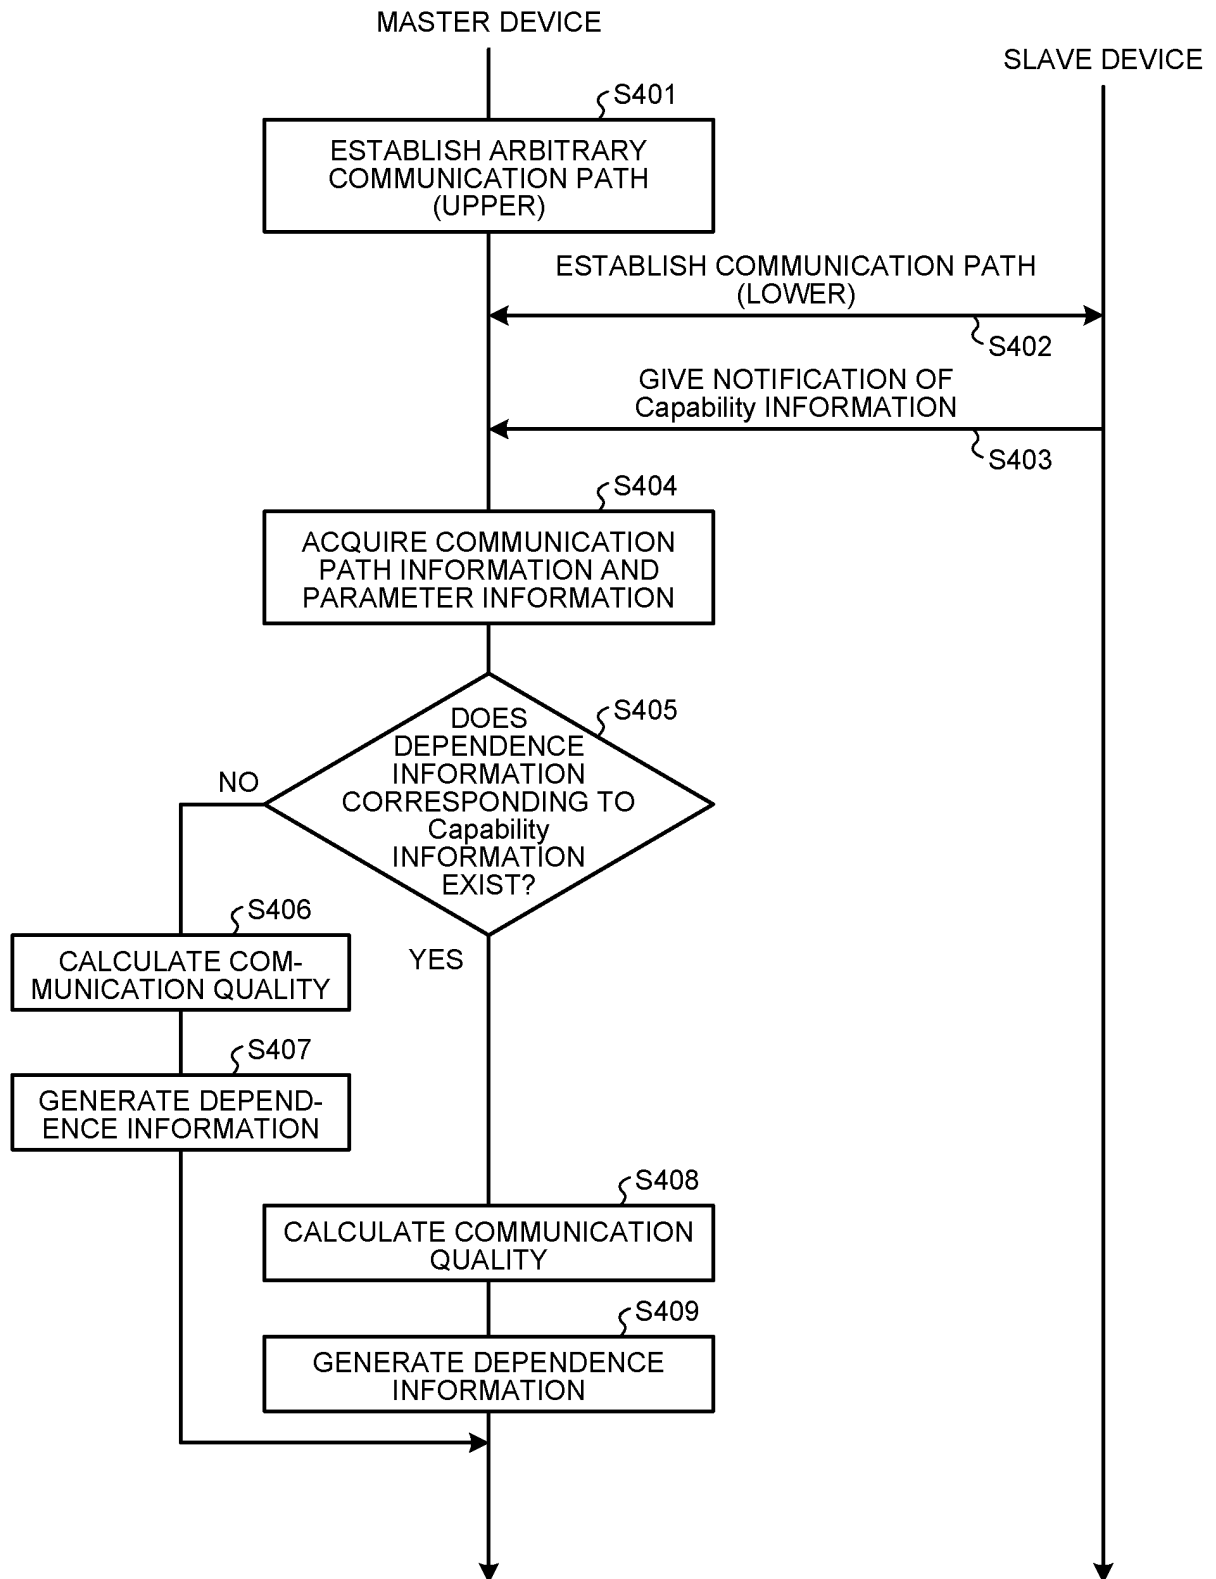 MASTER DEVICE
SLAVE DEVICE
S401
ESTABLISH ARBITRARY
COMMUNICATION PATH
(UPPER)
ESTABLISH COMMUNICATION PATH
(LOWER)
S402
GIVE NOTIFICATION OF
Capability INFORMATION
S403
S404
ACQUIRE COMMUNICATION
PATH INFORMATION AND
PARAMETER INFORMATION
S405
DOES
DEPENDENCE
INFORMATION
CORRESPONDING TO
Capability
INFORMATION
EXIST?
NO
YES
S406
CALCULATE COM-
MUNICATION QUALITY
S407
GENERATE DEPEND-
ENCE INFORMATION
S408
CALCULATE COMMUNICATION
QUALITY
S409
GENERATE DEPENDENCE
INFORMATION